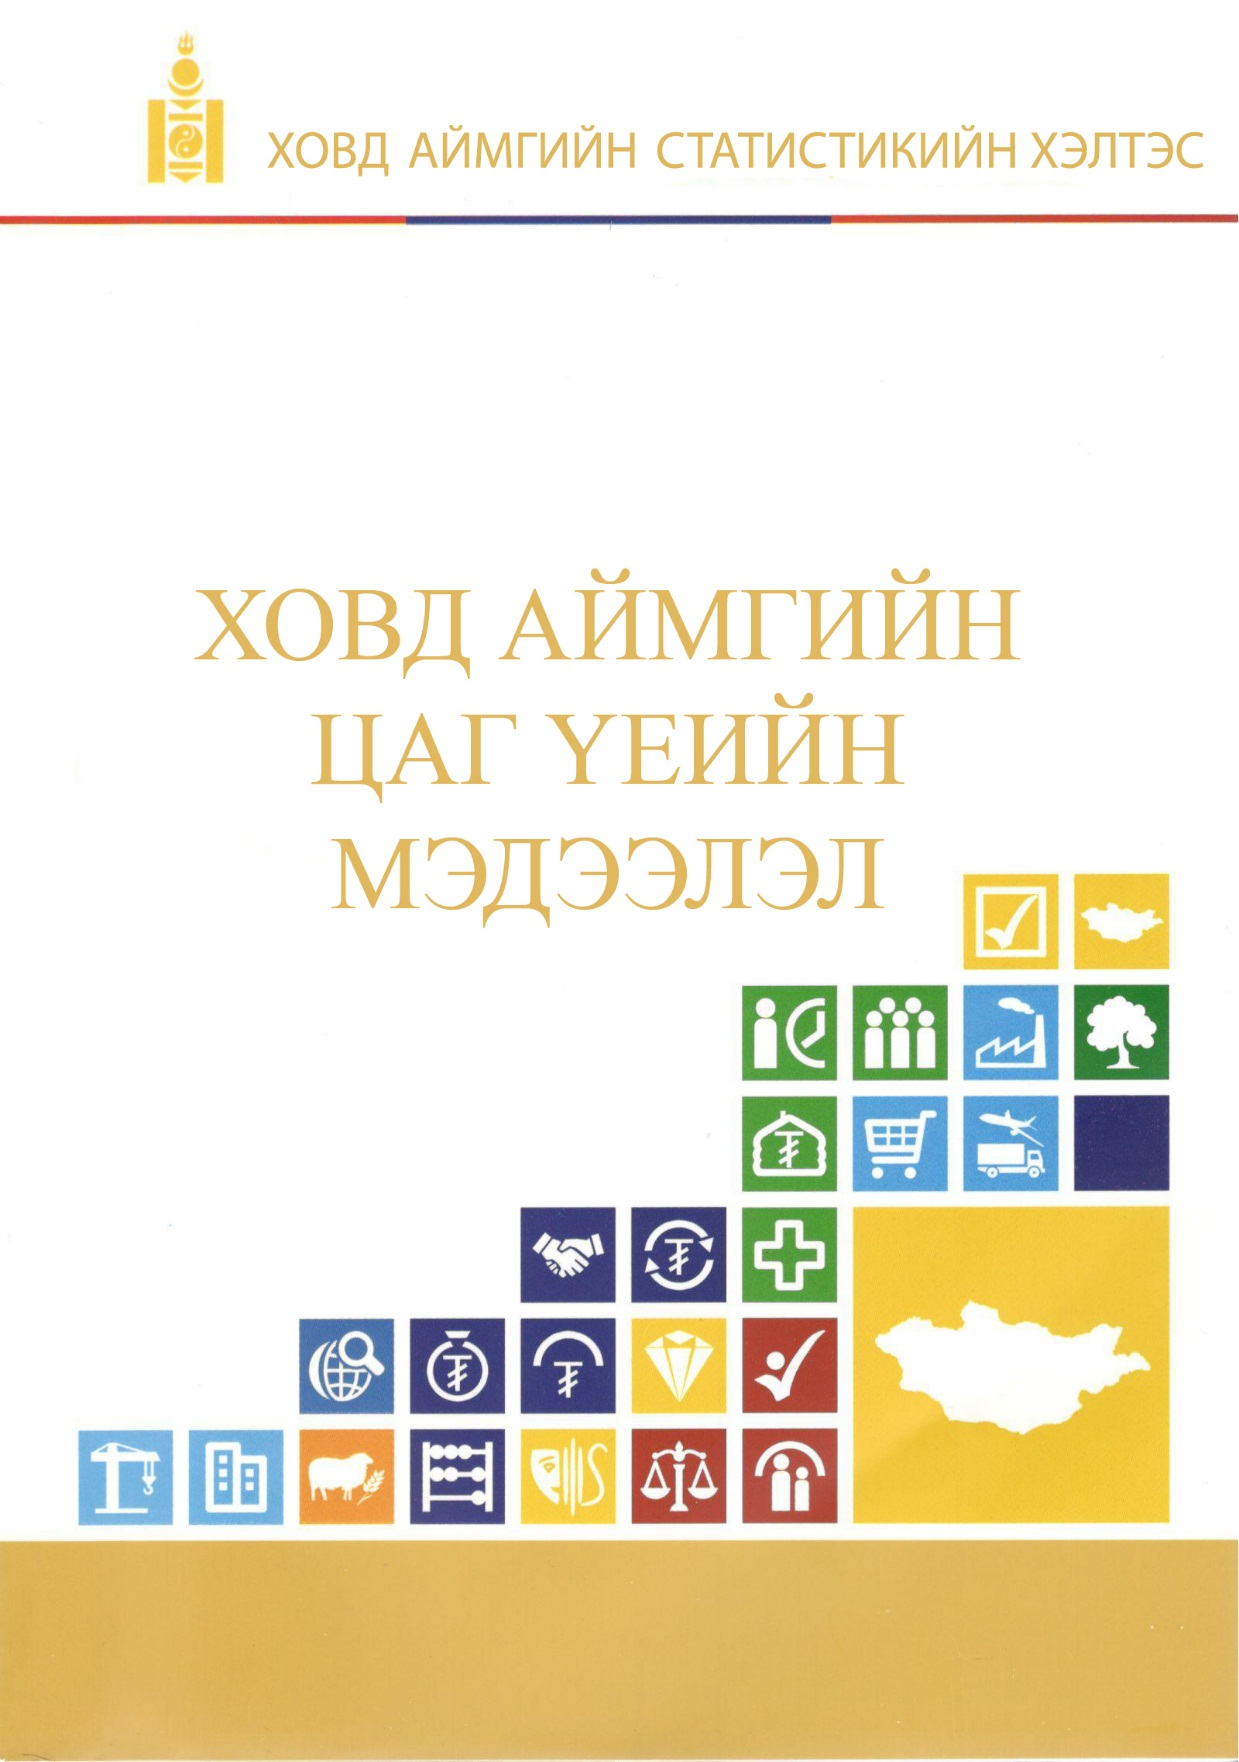 ХОВД АЙМГИЙН СТАТИСТИКИЙН ХЭЛТЭС
ХОВД АЙМГИЙН
ЦАГ ҮЕИЙН
МЭДЭЭЛЭЛ